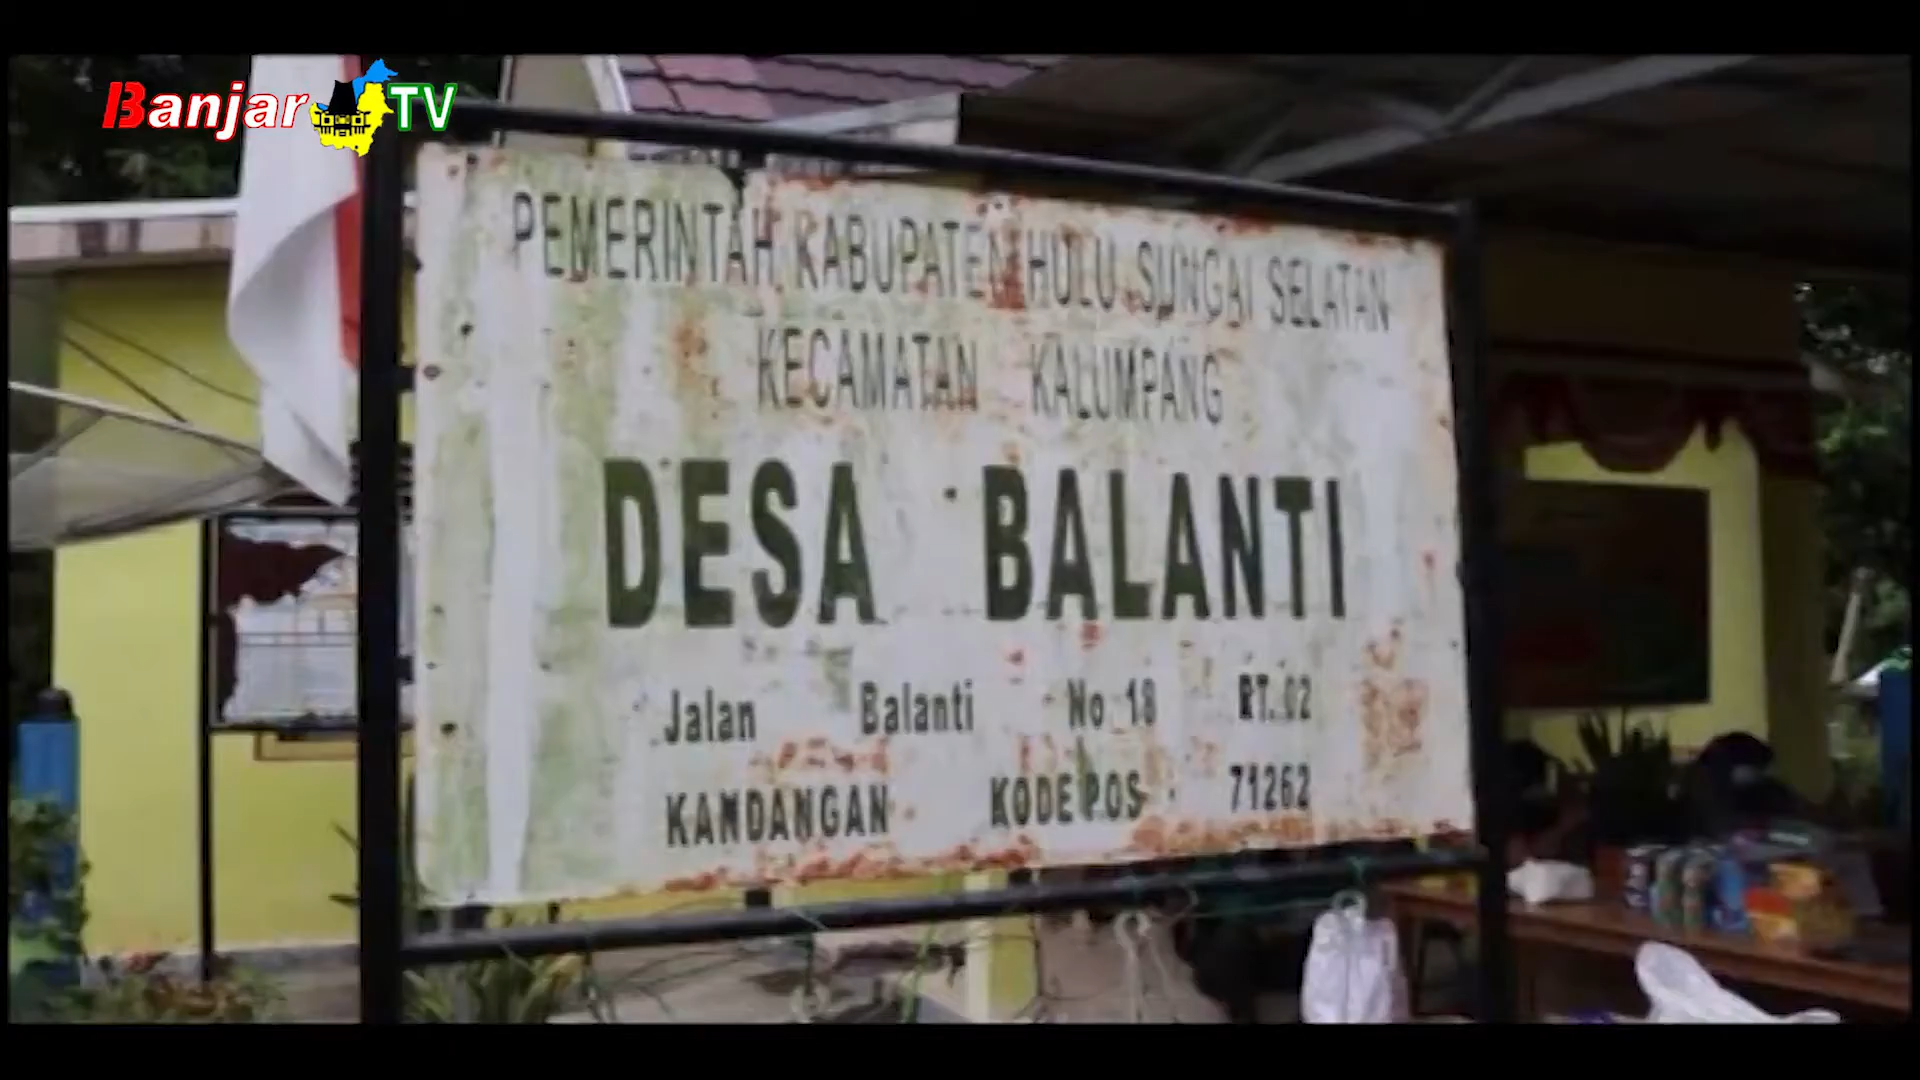 Banjar TV
PEMERINTAH KABUPATEN HULU SUNGAI SELATAN
KECAMATAN KALUMPANG
DESA BALANTI
Jalan Balanti No 18 RT. 02
KANDANGAN KODE POS 71262